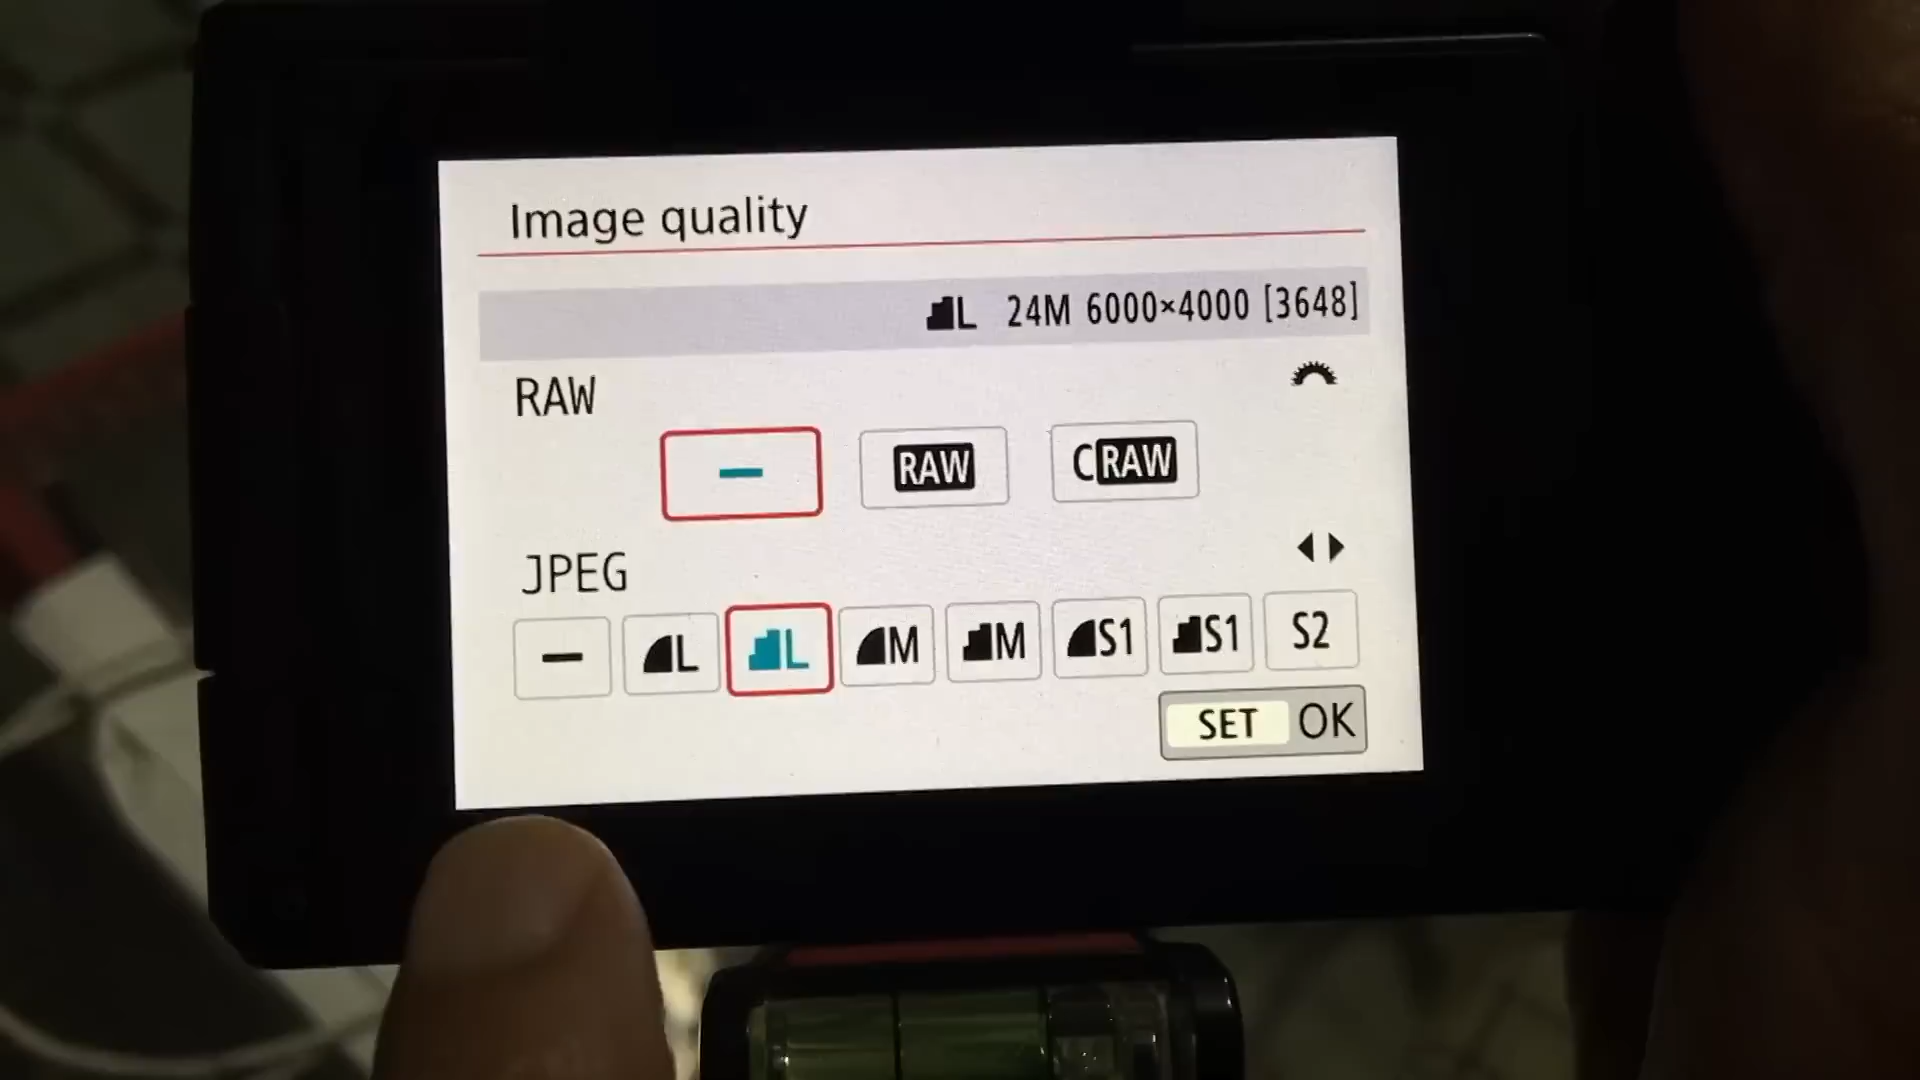 Image quality
L 24M 6000×4000 [3648]
RAW
— RAW CRAW
JPEG
— L L M M S1 S1 S2
SET OK